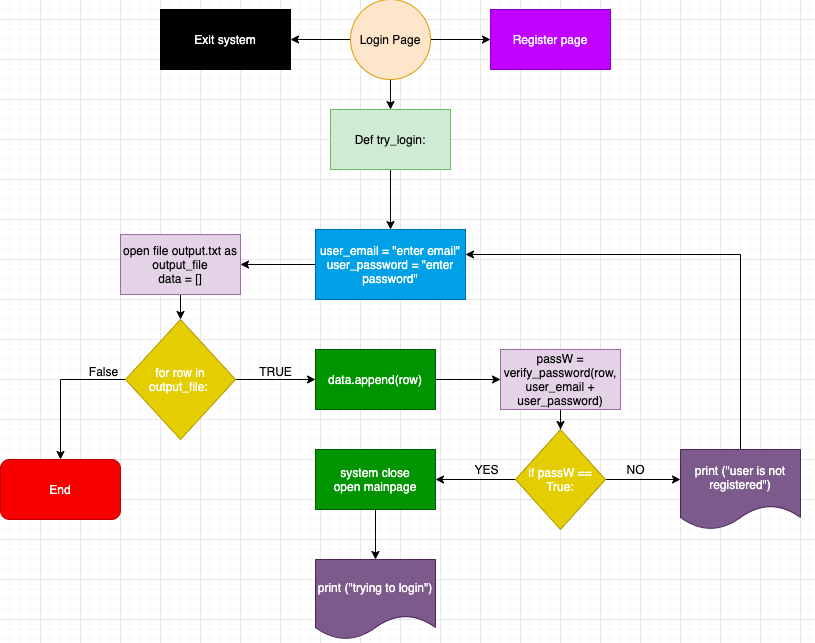 Exit system
Login Page
Register page
Def try_login:
open file output.txt as
output_file
data = []
user_email = "enter email"
user_password = "enter
password"
False
for row in
output_file:
TRUE
data.append(row)
passW =
verify_password(row,
user_email +
user_password)
End
system close
open mainpage
YES
if passW ==
True:
NO
print ("user is not
registered")
print ("trying to login")